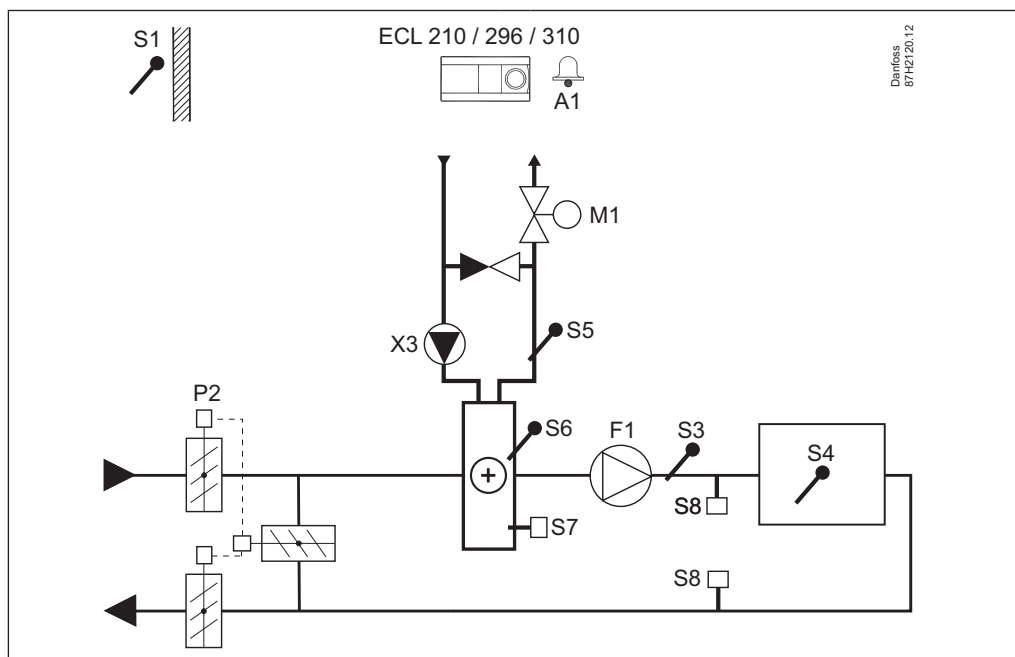 S1
ECL 210 / 296 / 310
A1
Danfoss
87H2120.12
M1
X3
S5
P2
S6
F1
S3
S4
S8
S7
S8